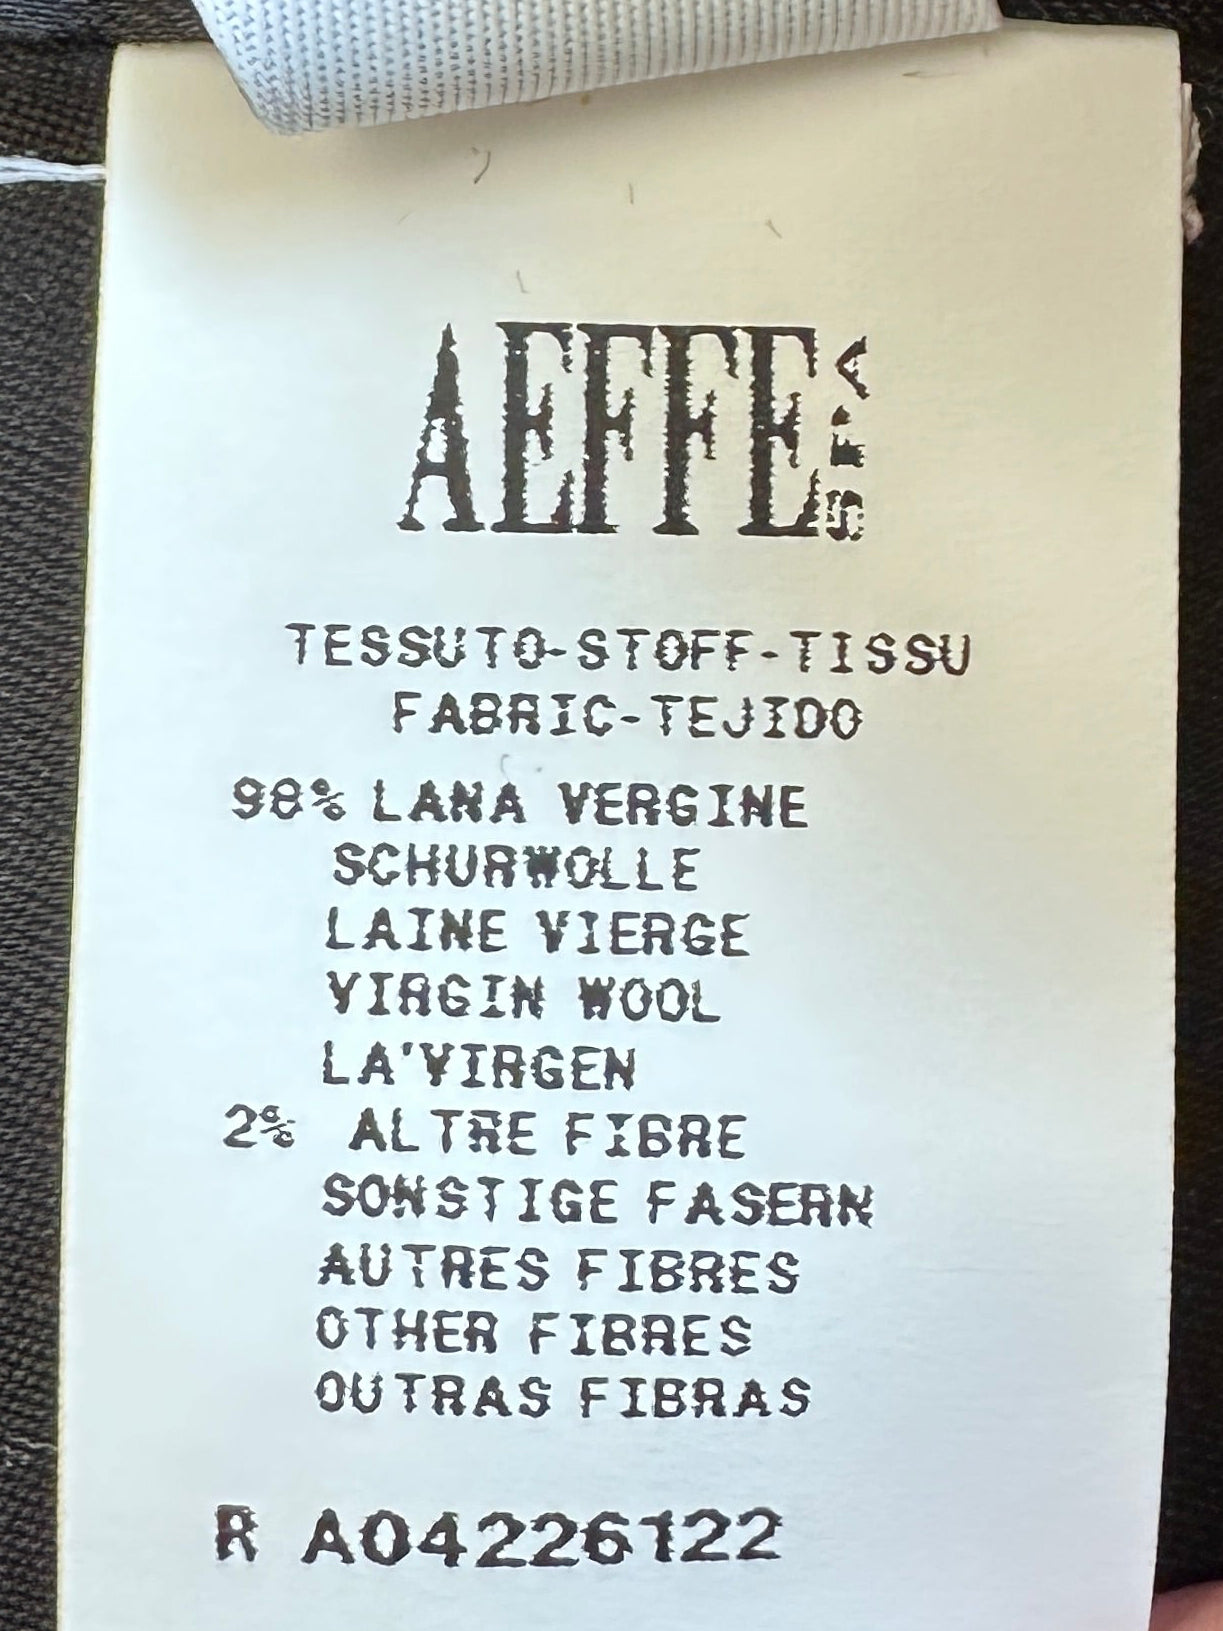 AEFFE S.P.A
TESSUTO-STOFF-TISSU
FABRIC-TEJIDO
98% LANA VERGINE
SCHURWOLLE
LAINE VIERGE
VIRGIN WOOL
LA'VIRGEN
2% ALTRE FIBRE
SONSTIGE FASERN
AUTRES FIBRES
OTHER FIBRES
OUTRAS FIBRAS
R A04226122